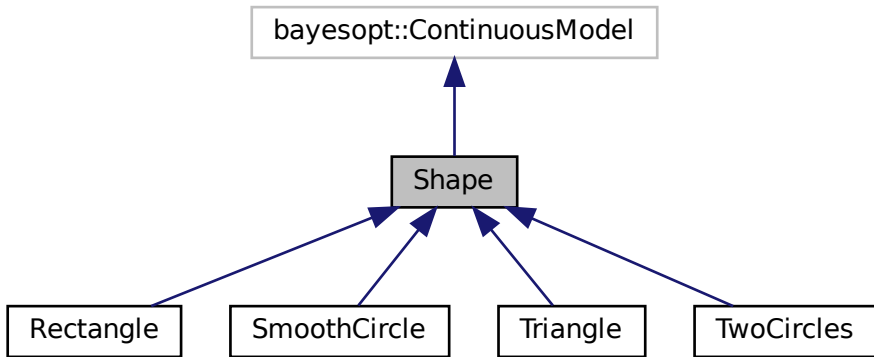 bayesopt::ContinuousModel
Shape
Rectangle
SmoothCircle
Triangle
TwoCircles